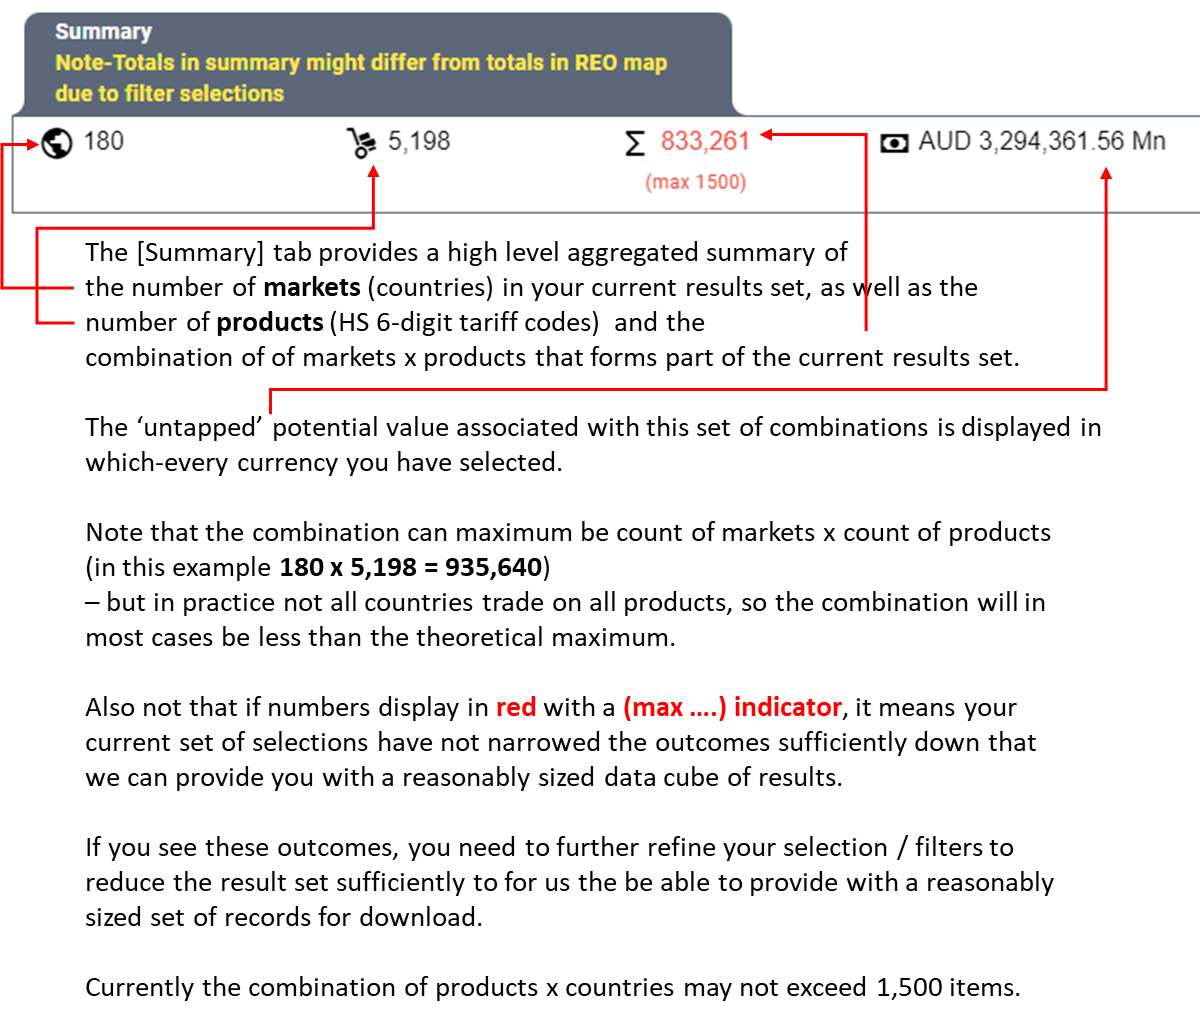 Summary
Note-Totals in summary might differ from totals in REO map
due to filter selections
180 5,198 Σ 833,261 AUD 3,294,361.56 Mn
(max 1500)
The [Summary] tab provides a high level aggregated summary of
the number of markets (countries) in your current results set, as well as the
number of products (HS 6-digit tariff codes) and the
combination of of markets x products that forms part of the current results set.
The ‘untapped’ potential value associated with this set of combinations is displayed in
which-every currency you have selected.
Note that the combination can maximum be count of markets x count of products
(in this example 180 x 5,198 = 935,640)
– but in practice not all countries trade on all products, so the combination will in
most cases be less than the theoretical maximum.
Also not that if numbers display in red with a (max ....) indicator, it means your
current set of selections have not narrowed the outcomes sufficiently down that
we can provide you with a reasonably sized data cube of results.
If you see these outcomes, you need to further refine your selection / filters to
reduce the result set sufficiently to for us the be able to provide with a reasonably
sized set of records for download.
Currently the combination of products x countries may not exceed 1,500 items.